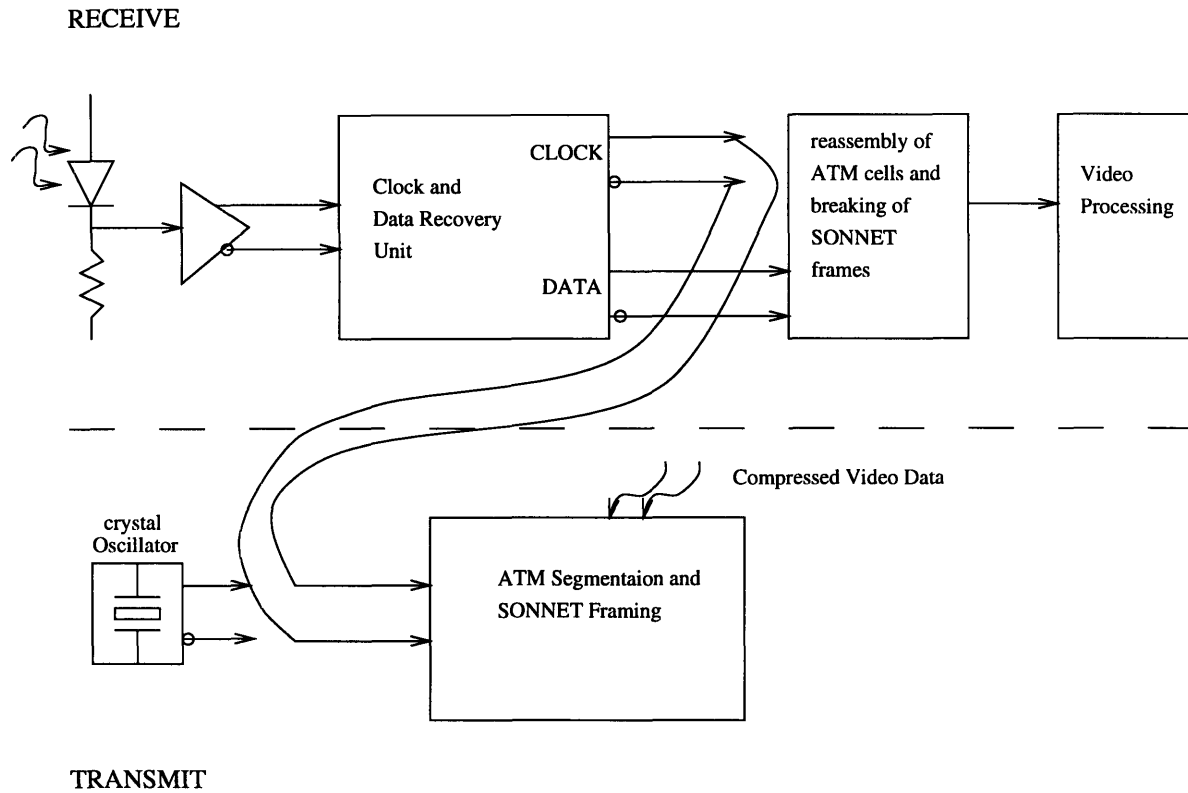 RECEIVE
CLOCK
Clock and
Data Recovery
Unit
DATA
reassembly of
ATM cells and
breaking of
SONNET
frames
Video
Processing
Compressed Video Data
crystal
Oscillator
ATM Segmentaion and
SONNET Framing
TRANSMIT